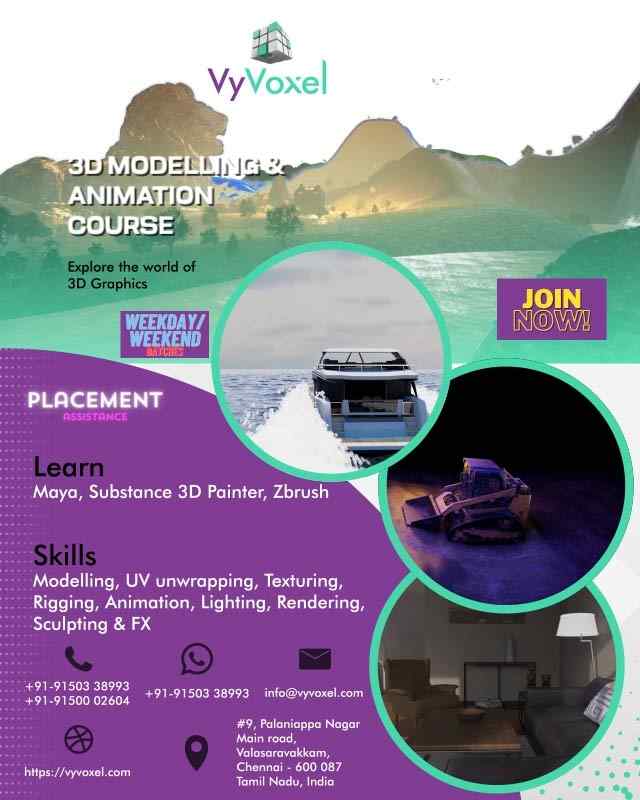 VyVoxel
3D MODELLING &
ANIMATION
COURSE
Explore the world of
3D Graphics
WEEKDAY/
WEEKEND
BATCHES
JOIN
NOW!
PLACEMENT
ASSISTANCE
Learn
Maya, Substance 3D Painter, Zbrush
Skills
Modelling, UV unwrapping, Texturing,
Rigging, Animation, Lighting, Rendering,
Sculpting & FX
+91-91503 38993
+91-91500 02604
+91-91503 38993
info@vyvoxel.com
https://vyvoxel.com
#9, Palaniappa Nagar
Main road,
Valasaravakkam,
Chennai - 600 087
Tamil Nadu, India